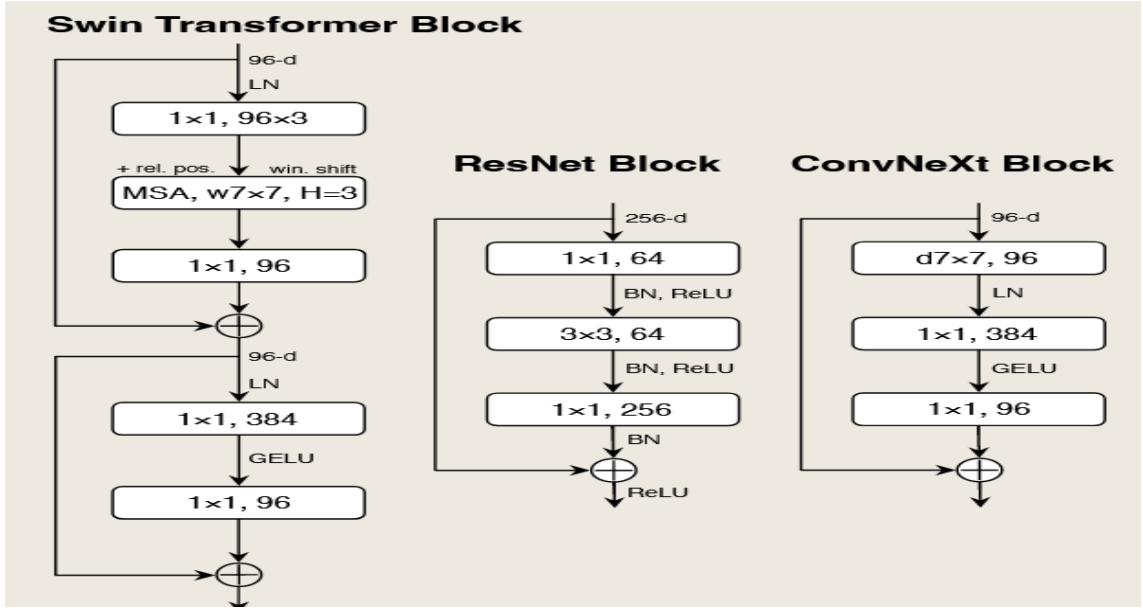 Swin Transformer Block
96-d
LN
1×1, 96×3
+ rel. pos. win. shift
MSA, w7×7, H=3
1×1, 96
96-d
LN
1×1, 384
GELU
1×1, 96
ResNet Block
256-d
1×1, 64
BN, ReLU
3×3, 64
BN, ReLU
1×1, 256
BN
ReLU
ConvNeXt Block
96-d
d7×7, 96
LN
1×1, 384
GELU
1×1, 96